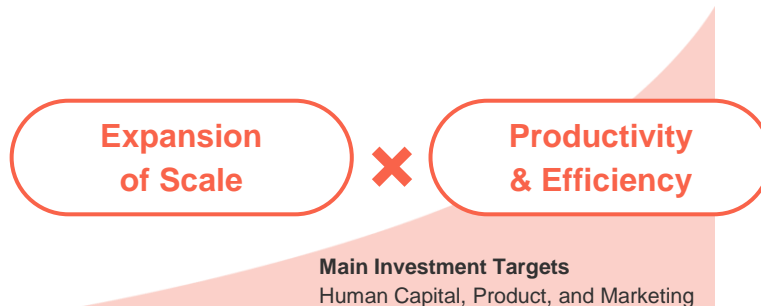 Expansion
of Scale
Productivity
& Efficiency
Main Investment Targets
Human Capital, Product, and Marketing